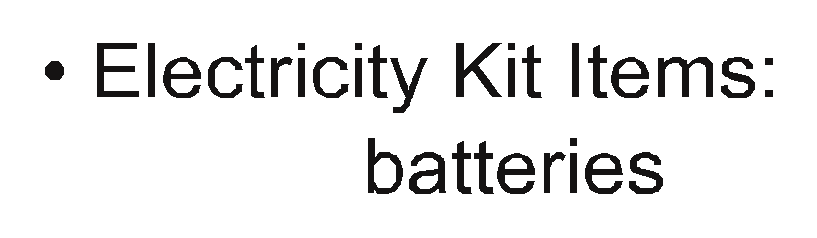 • Electricity Kit Items:
batteries